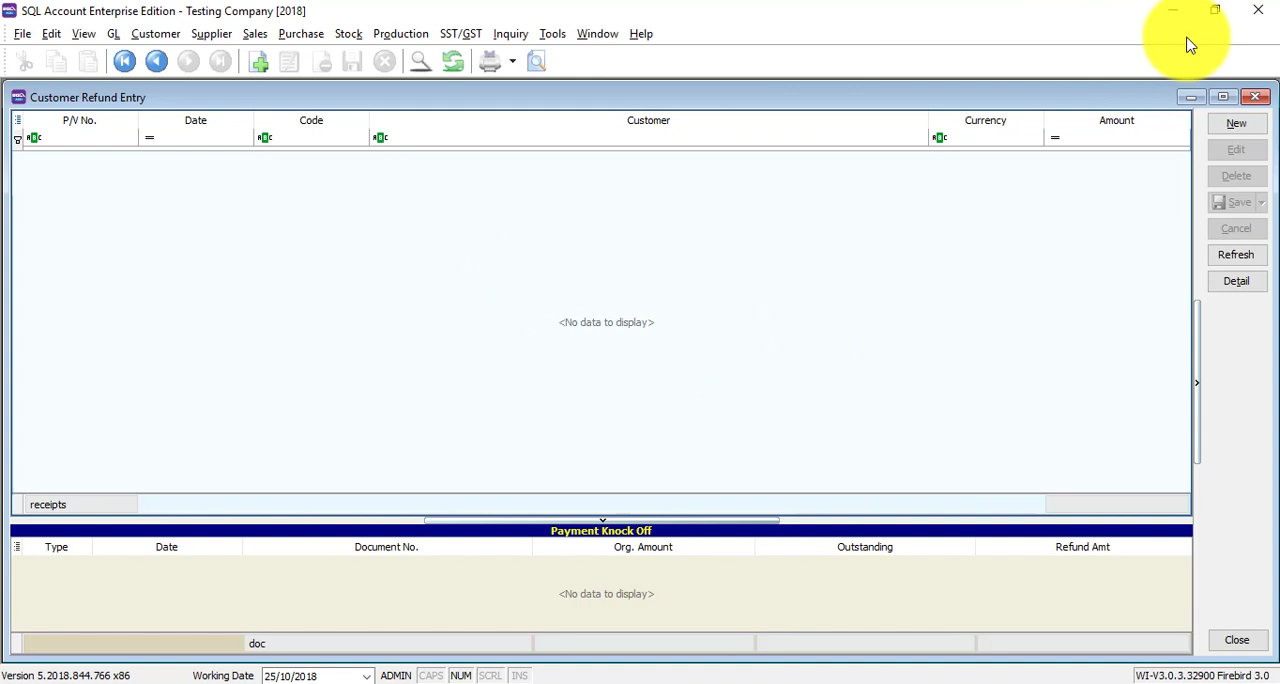 SQL Account Enterprise Edition - Testing Company [2018]
File Edit View GL Customer Supplier Sales Purchase Stock Production SST/GST Inquiry Tools Window Help
Customer Refund Entry
P/V No. Date Code Customer Currency Amount
= =
<No data to display>
receipts
New
Edit
Delete
Save
Cancel
Refresh
Detail
Payment Knock Off
Type Date Document No. Org. Amount Outstanding Refund Amt
<No data to display>
doc
Close
Version 5.2018.844.766 x86 Working Date 25/10/2018 ADMIN CAPS NUM SCRL INS WI-V3.0.3.32900 Firebird 3.0